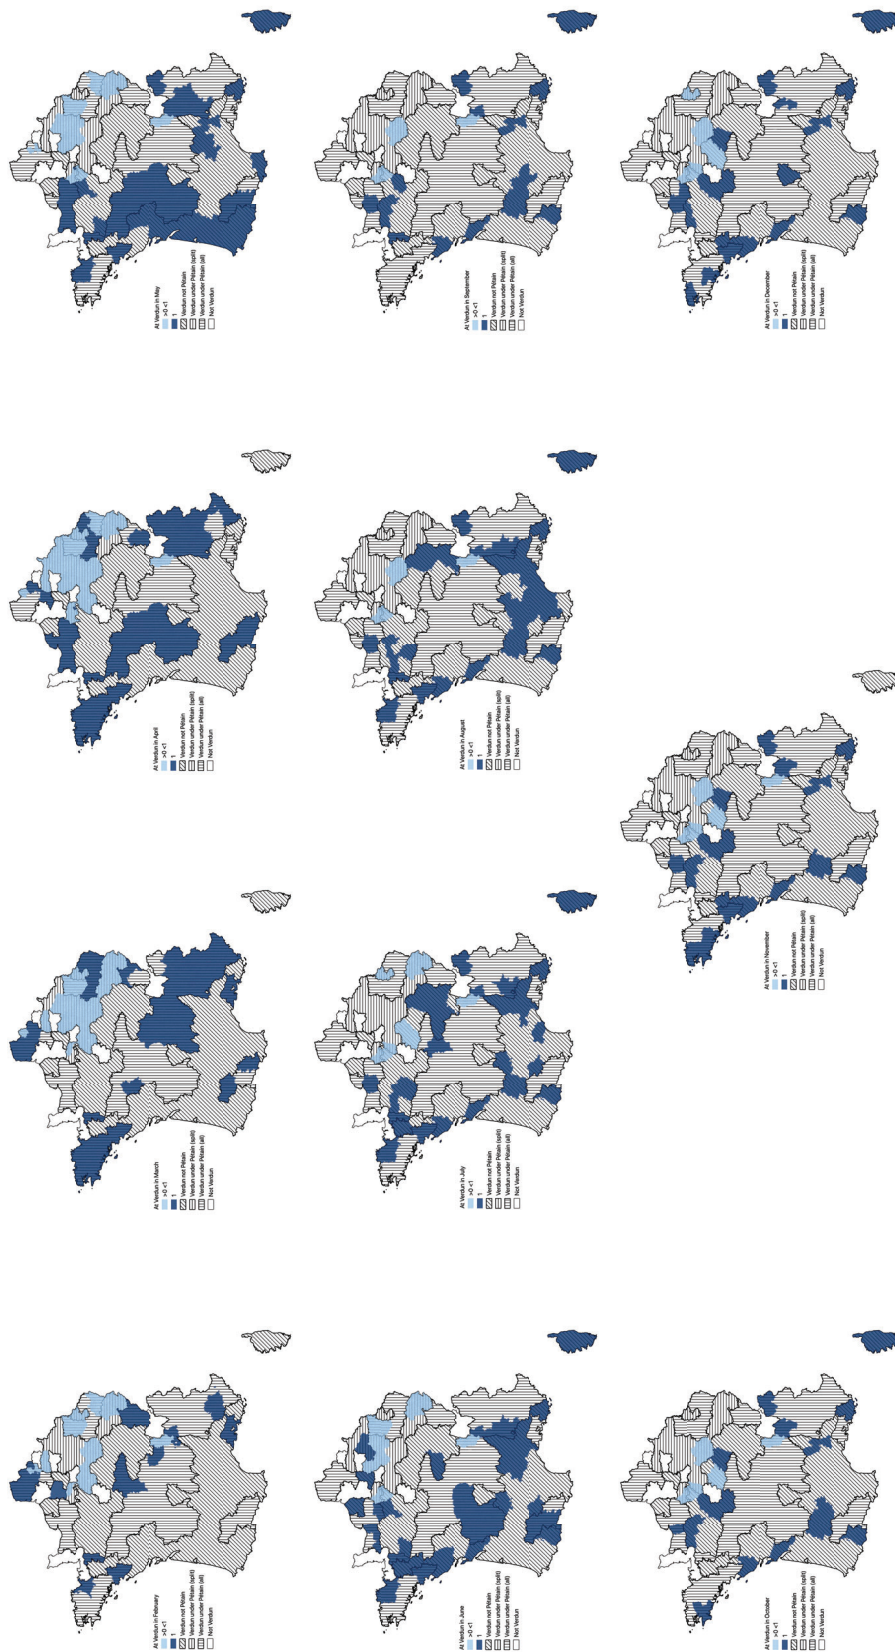 At Verdun in February
>0 <1
1
Verdun not Pétain
Verdun under Pétain (split)
Verdun under Pétain (all)
Not Verdun
At Verdun in March
>0 <1
1
Verdun not Pétain
Verdun under Pétain (split)
Verdun under Pétain (all)
Not Verdun
At Verdun in April
>0 <1
1
Verdun not Pétain
Verdun under Pétain (split)
Verdun under Pétain (all)
Not Verdun
At Verdun in May
>0 <1
1
Verdun not Pétain
Verdun under Pétain (split)
Verdun under Pétain (all)
Not Verdun
At Verdun in June
>0 <1
1
Verdun not Pétain
Verdun under Pétain (split)
Verdun under Pétain (all)
Not Verdun
At Verdun in July
>0 <1
1
Verdun not Pétain
Verdun under Pétain (split)
Verdun under Pétain (all)
Not Verdun
At Verdun in August
>0 <1
1
Verdun not Pétain
Verdun under Pétain (split)
Verdun under Pétain (all)
Not Verdun
At Verdun in September
>0 <1
1
Verdun not Pétain
Verdun under Pétain (split)
Verdun under Pétain (all)
Not Verdun
At Verdun in October
>0 <1
1
Verdun not Pétain
Verdun under Pétain (split)
Verdun under Pétain (all)
Not Verdun
At Verdun in November
>0 <1
1
Verdun not Pétain
Verdun under Pétain (split)
Verdun under Pétain (all)
Not Verdun
At Verdun in December
>0 <1
1
Verdun not Pétain
Verdun under Pétain (split)
Verdun under Pétain (all)
Not Verdun